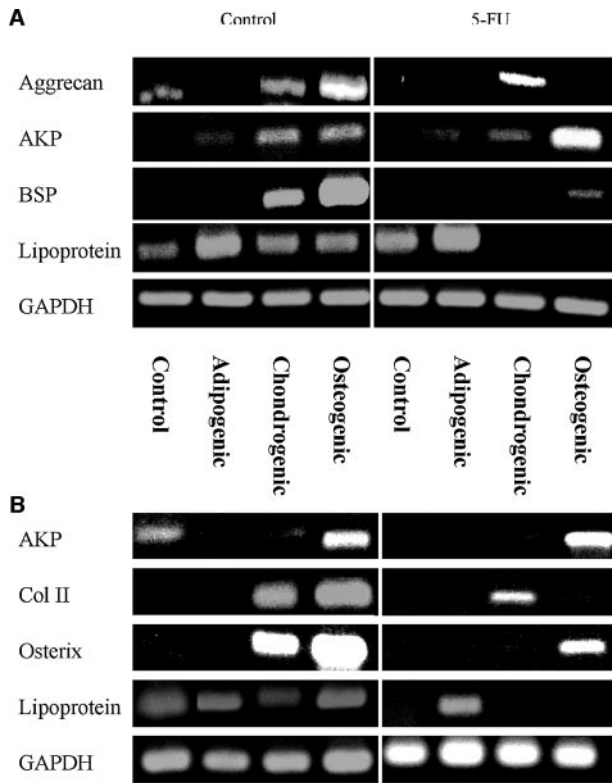 A
Control 5-FU
Aggrecan
AKP
BSP
Lipoprotein
GAPDH
Control Adipogenic Chondrogenic Osteogenic Control Adipogenic Chondrogenic Osteogenic
B
AKP
Col II
Osterix
Lipoprotein
GAPDH